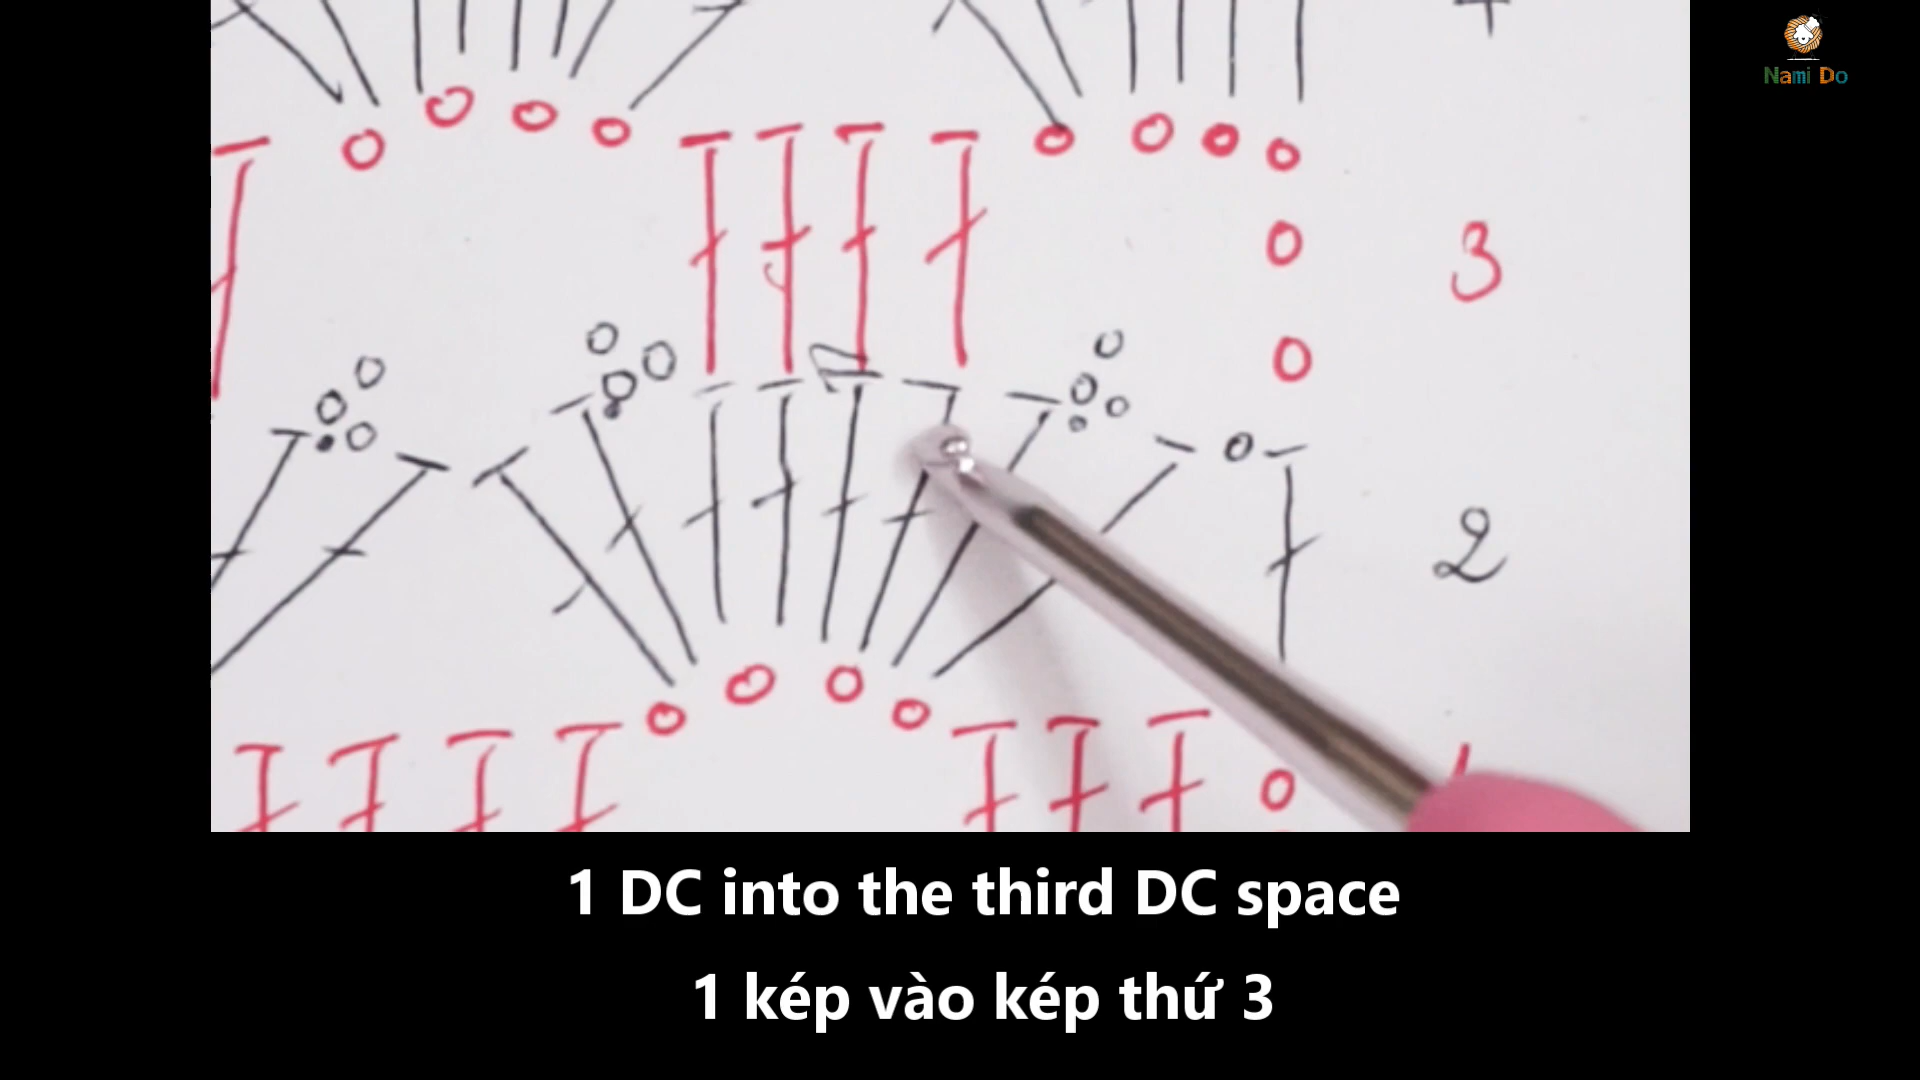 Nami Do
3
2
1 DC into the third DC space
1 kép vào kép thứ 3